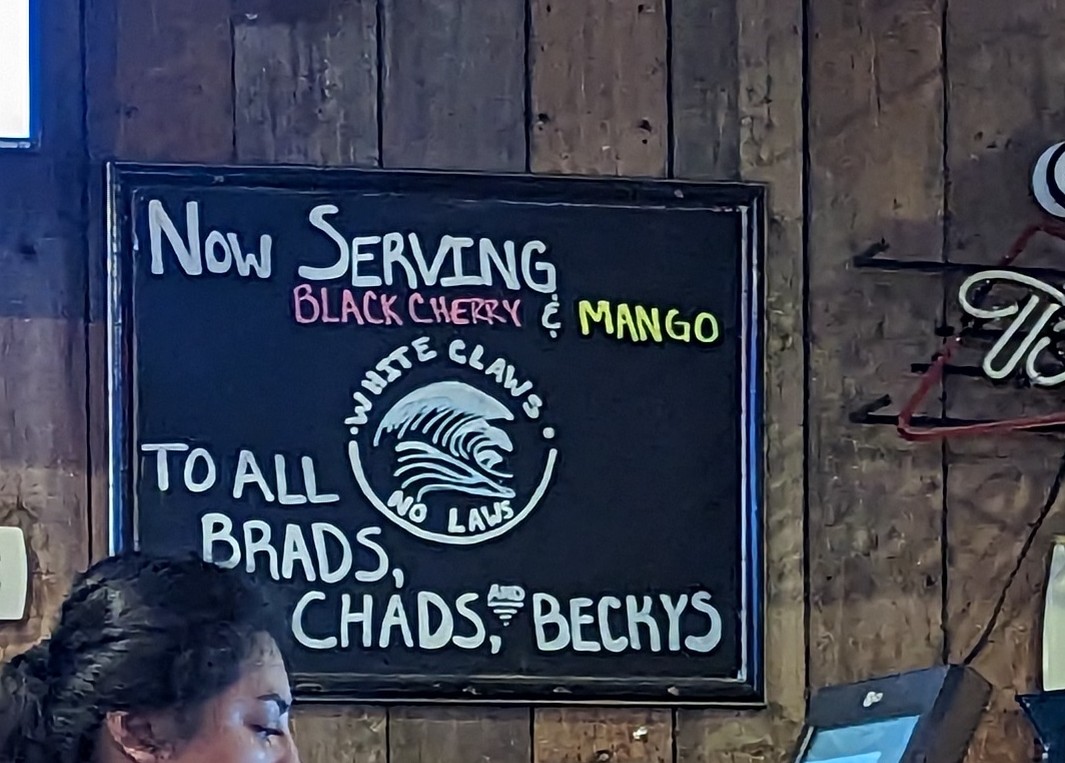 Now SERVING
BLACK CHERRY & MANGO
WHITE CLAWS
NO LAWS
TO ALL
BRADS,
CHADS, AND BECKYS